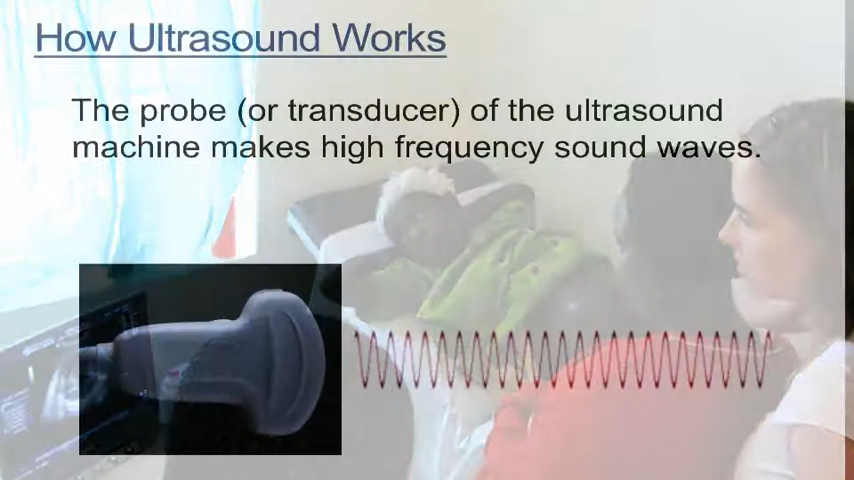 How Ultrasound Works
The probe (or transducer) of the ultrasound
machine makes high frequency sound waves.